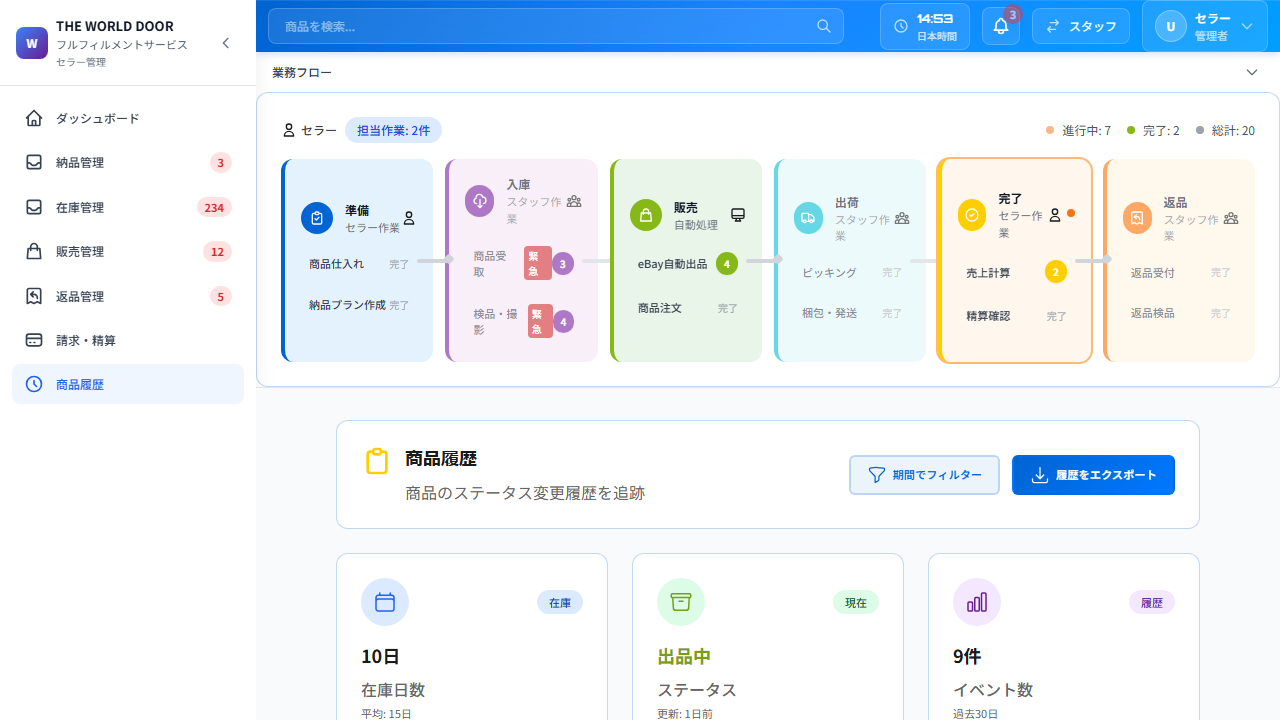 W
THE WORLD DOOR
フルフィルメントサービス
セラー管理
ダッシュボード
納品管理
3
在庫管理
234
販売管理
12
返品管理
5
請求・精算
商品履歴
商品を検索...
14:53
日本時間
3
スタッフ
U
セラー
管理者
業務フロー
セラー
担当作業: 2件
進行中: 7
完了: 2
総計: 20
準備
セラー作業
商品仕入れ
完了
納品プラン作成
完了
入庫
スタッフ作
業
商品受
取
緊
急
3
検品・撮
影
緊
急
4
販売
自動処理
eBay自動出品
4
商品注文
完了
出荷
スタッフ作
業
ピッキング
完了
梱包・発送
完了
完了
セラー作
業
売上計算
2
精算確認
完了
返品
スタッフ作
業
返品受付
完了
返品検品
完了
商品履歴
商品のステータス変更履歴を追跡
期間でフィルター
履歴をエクスポート
在庫
10日
在庫日数
平均: 15日
現在
出品中
ステータス
更新: 1日前
履歴
9件
イベント数
過去30日